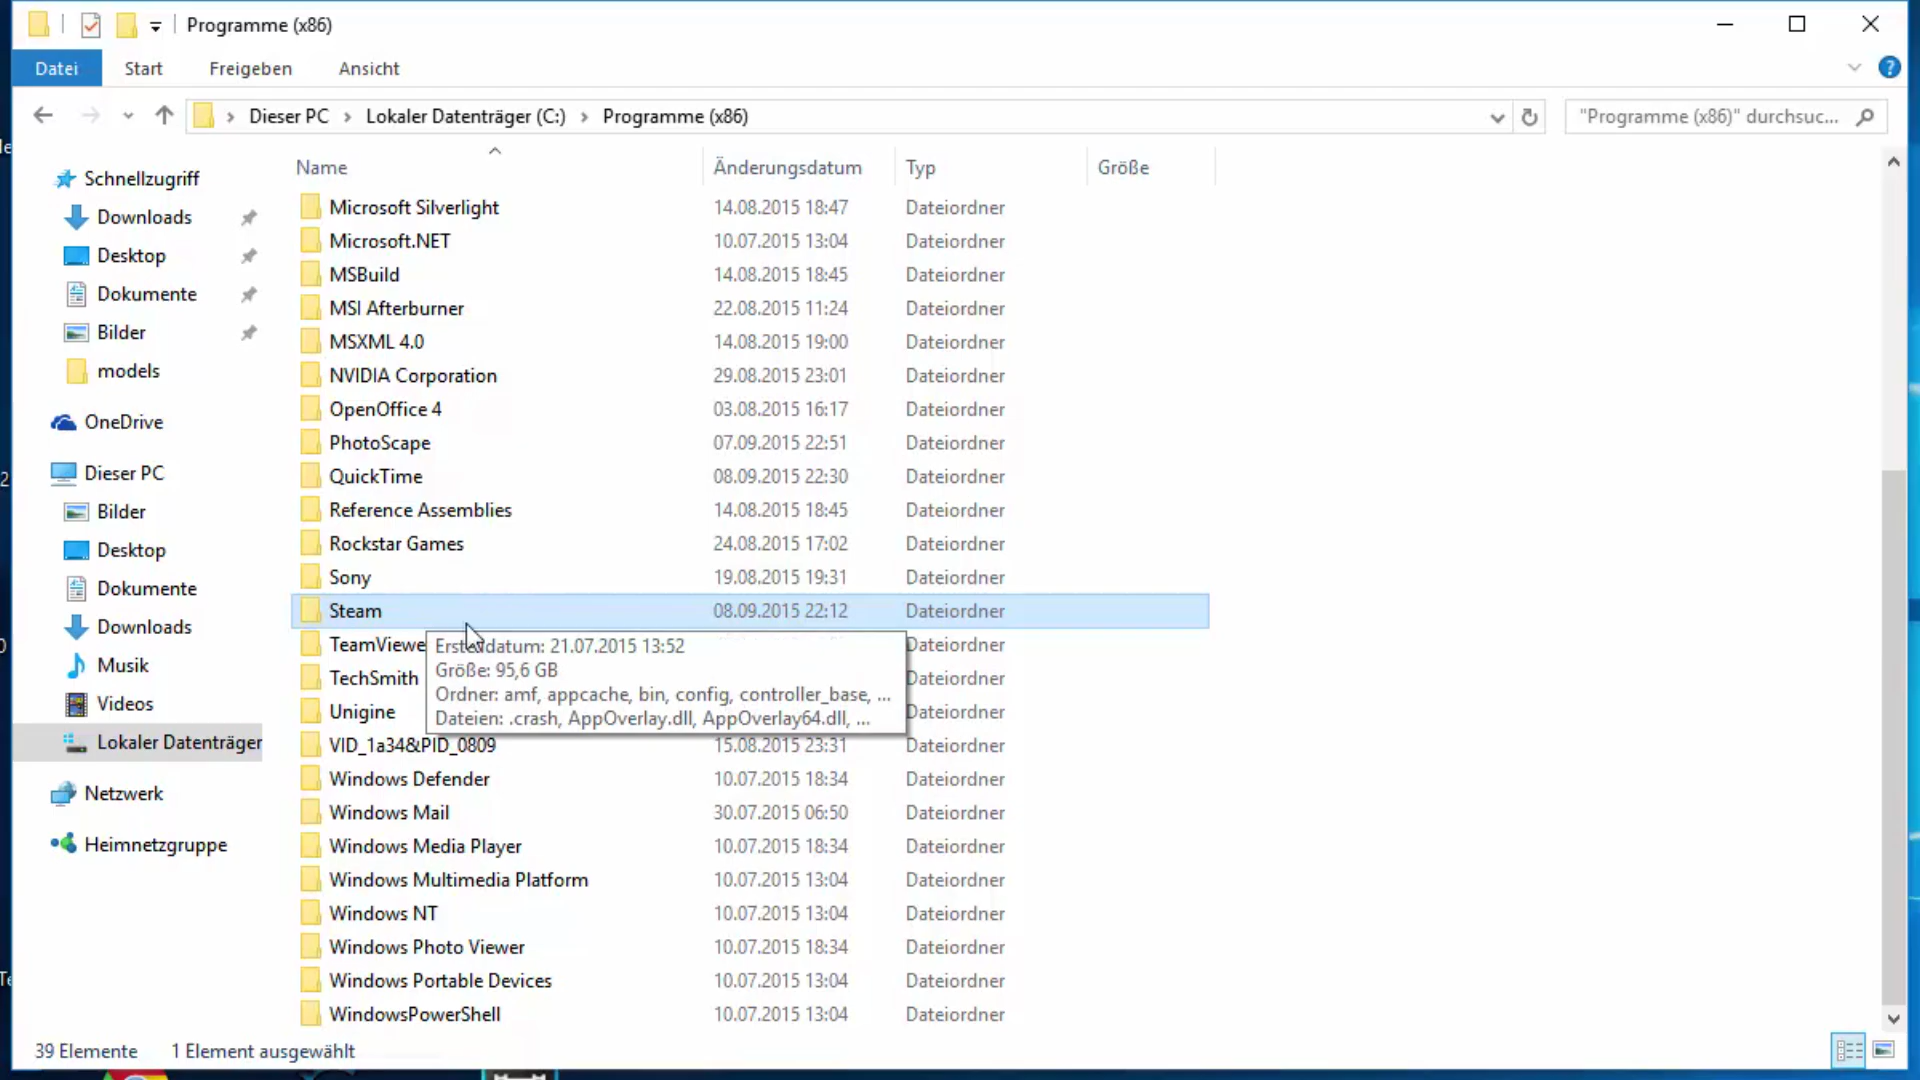 Programme (x86)
Datei Start Freigeben Ansicht
Dieser PC Lokaler Datenträger (C:) Programme (x86)
"Programme (x86)" durchsuc...
Schnellzugriff
Downloads
Desktop
Dokumente
Bilder
models
OneDrive
Dieser PC
Bilder
Desktop
Dokumente
Downloads
Musik
Videos
Lokaler Datenträger
Netzwerk
Heimnetzgruppe
Name Änderungsdatum Typ Größe
Microsoft Silverlight 14.08.2015 18:47 Dateiordner
Microsoft.NET 10.07.2015 13:04 Dateiordner
MSBuild 14.08.2015 18:45 Dateiordner
MSI Afterburner 22.08.2015 11:24 Dateiordner
MSXML 4.0 14.08.2015 19:00 Dateiordner
NVIDIA Corporation 29.08.2015 23:01 Dateiordner
OpenOffice 4 03.08.2015 16:17 Dateiordner
PhotoScape 07.09.2015 22:51 Dateiordner
QuickTime 08.09.2015 22:30 Dateiordner
Reference Assemblies 14.08.2015 18:45 Dateiordner
Rockstar Games 24.08.2015 17:02 Dateiordner
Sony 19.08.2015 19:31 Dateiordner
Steam 08.09.2015 22:12 Dateiordner
TeamViewe Dateiordner
TechSmith Dateiordner
Unigine Dateiordner
Erstelldatum: 21.07.2015 13:52
Größe: 95,6 GB
Ordner: amf, appcache, bin, config, controller_base, ...
Dateien: .crash, AppOverlay.dll, AppOverlay64.dll, ...
VID_1a34&PID_0809 15.08.2015 23:31 Dateiordner
Windows Defender 10.07.2015 18:34 Dateiordner
Windows Mail 30.07.2015 06:50 Dateiordner
Windows Media Player 10.07.2015 18:34 Dateiordner
Windows Multimedia Platform 10.07.2015 13:04 Dateiordner
Windows NT 10.07.2015 13:04 Dateiordner
Windows Photo Viewer 10.07.2015 18:34 Dateiordner
Windows Portable Devices 10.07.2015 13:04 Dateiordner
WindowsPowerShell 10.07.2015 13:04 Dateiordner
39 Elemente 1 Element ausgewählt